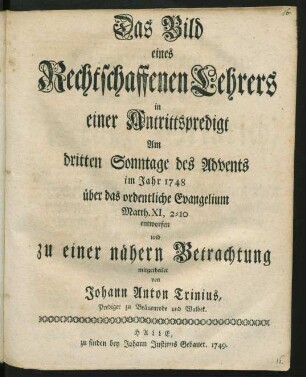 Das Bild
eines
Rechtschaffenen Lehrers
in
einer Antrittspredigt
Am
dritten Sonntage des Advents
im Jahr 1748
über das ordentliche Evangelium
Matth. XI, 2-10
entworfen
und
zu einer nähern Betrachtung
mitgetheilet
von
Johann Anton Trinius,
Prediger zu Bräunrode und Walbek.
HALLE,
zu finden bey Johann Justinus Gebauer. 1749.